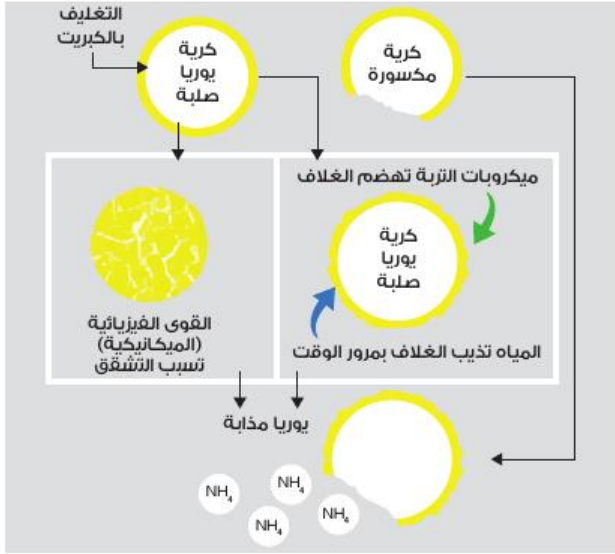 التغليف
بالكبريت
كرية
يوريا
صلبة
كرية
مكسورة
ميكروبات التربة تهضم الغلاف
كرية
يوريا
صلبة
المياه تذيب الغلاف بمرور الوقت
القوى الفيزيائية
(الميكانيكية)
تسبب التشقق
يوريا مذابة
NH₄
NH₄
NH₄
NH₄